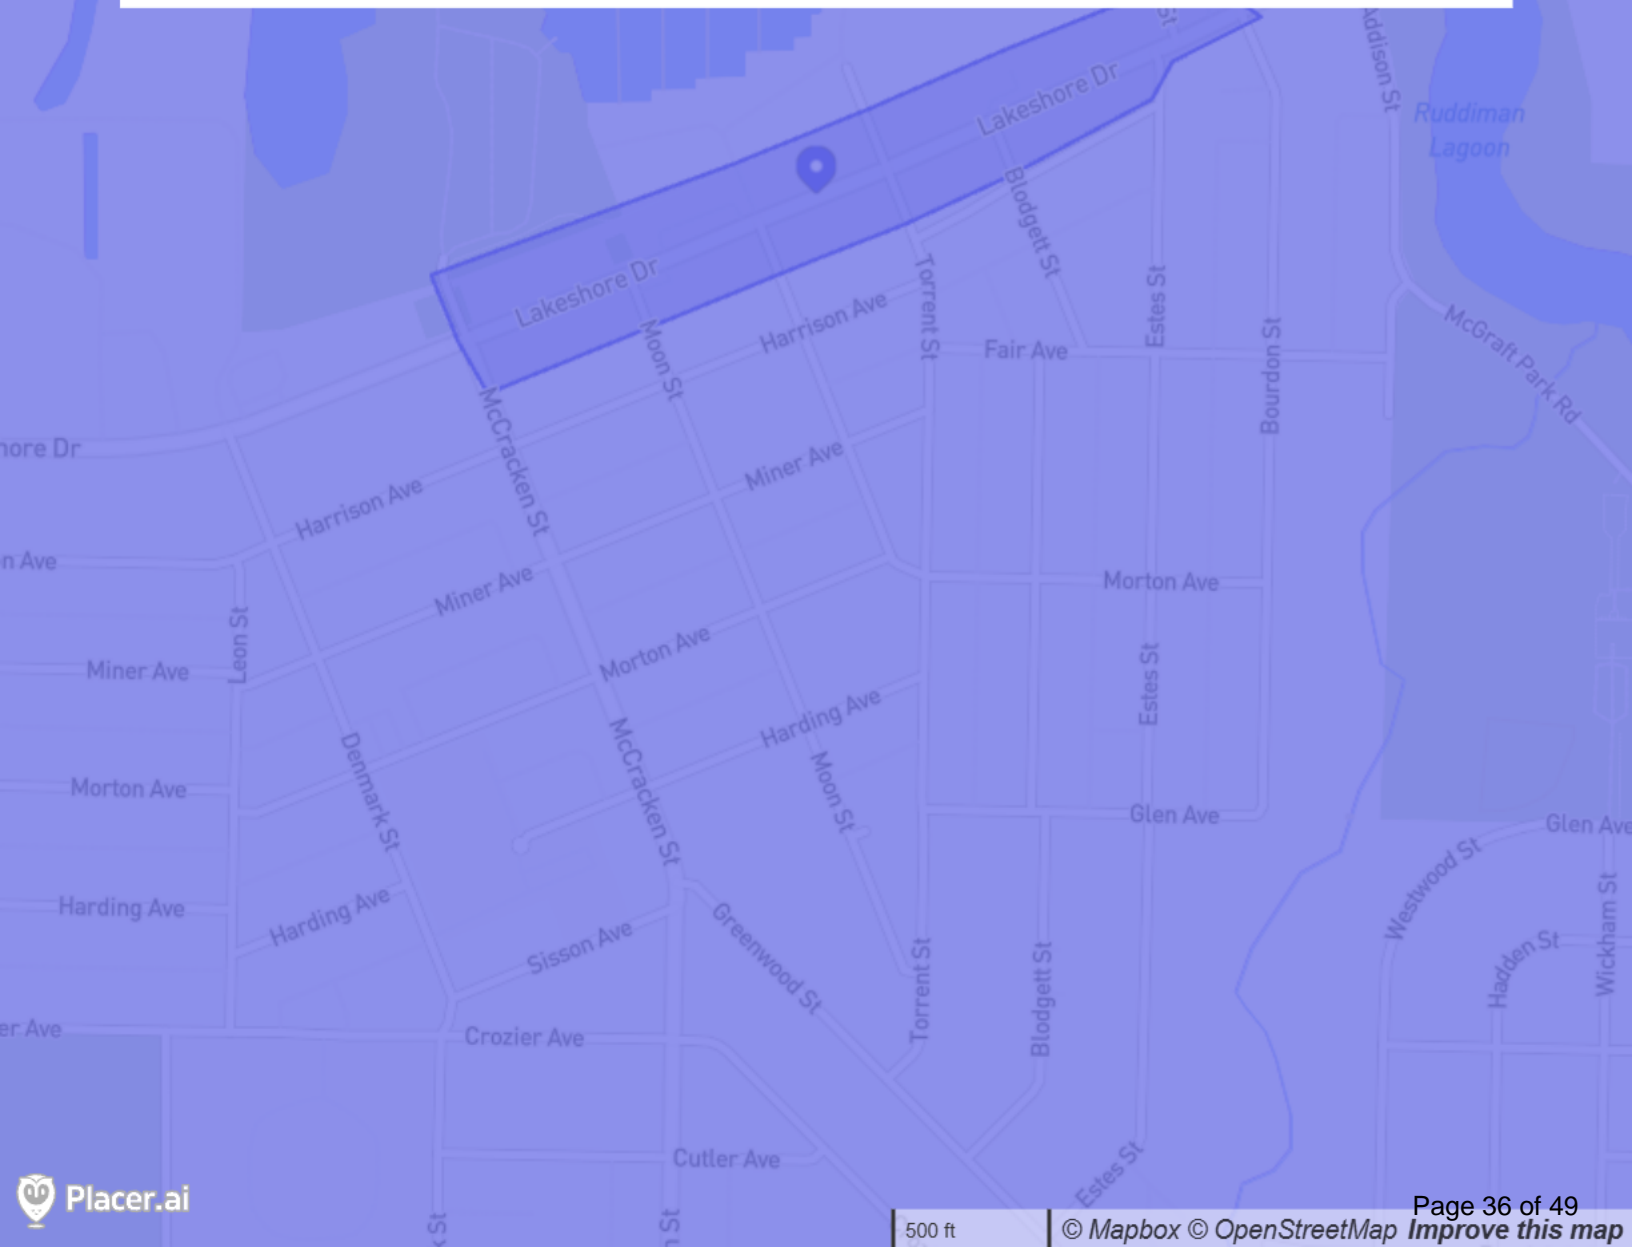 St
Addison St
Ruddiman
Lagoon
Lakeshore Dr
Blodgett St
Lakeshore Dr
Torrent St
Harrison Ave
Moon St
Estes St
Fair Ave
Bourdon St
McGraft Park Rd
hore Dr
McCracken St
Harrison Ave
Miner Ave
n Ave
Miner Ave
Morton Ave
Leon St
Miner Ave
Morton Ave
Estes St
Harding Ave
Denmark St
McCracken St
Moon St
Morton Ave
Glen Ave
Glen Ave
Westwood St
Harding Ave
Harding Ave
Sisson Ave
Greenwood St
Torrent St
Blodgett St
Hadden St
Wickham St
er Ave
Crozier Ave
Cutler Ave
Estes St
Placer.ai
St
St
Page 36 of 49
500 ft
© Mapbox © OpenStreetMap Improve this map